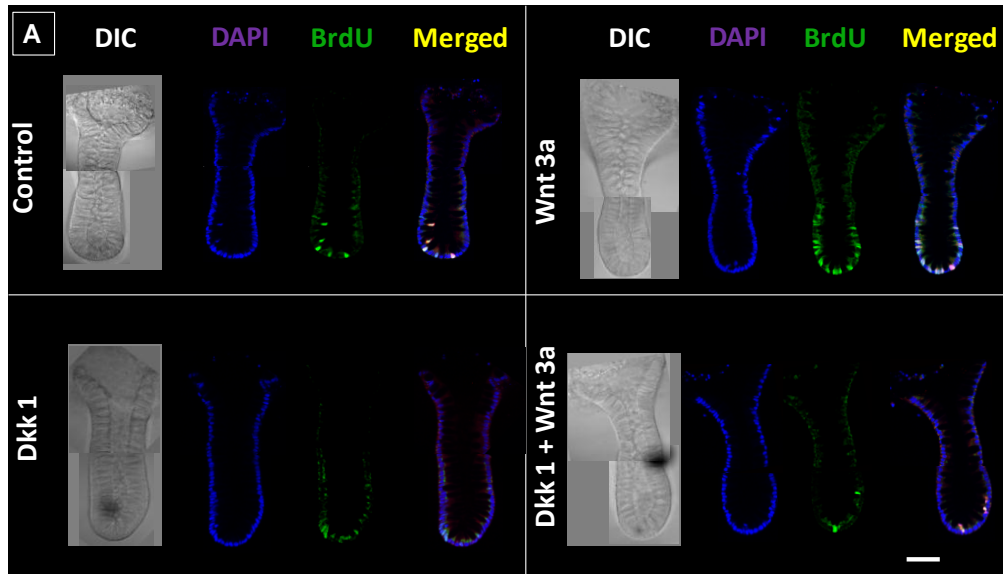 A
DIC DAPI BrdU Merged
DIC DAPI BrdU Merged
Control
Wnt 3a
Dkk 1
Dkk 1 + Wnt 3a